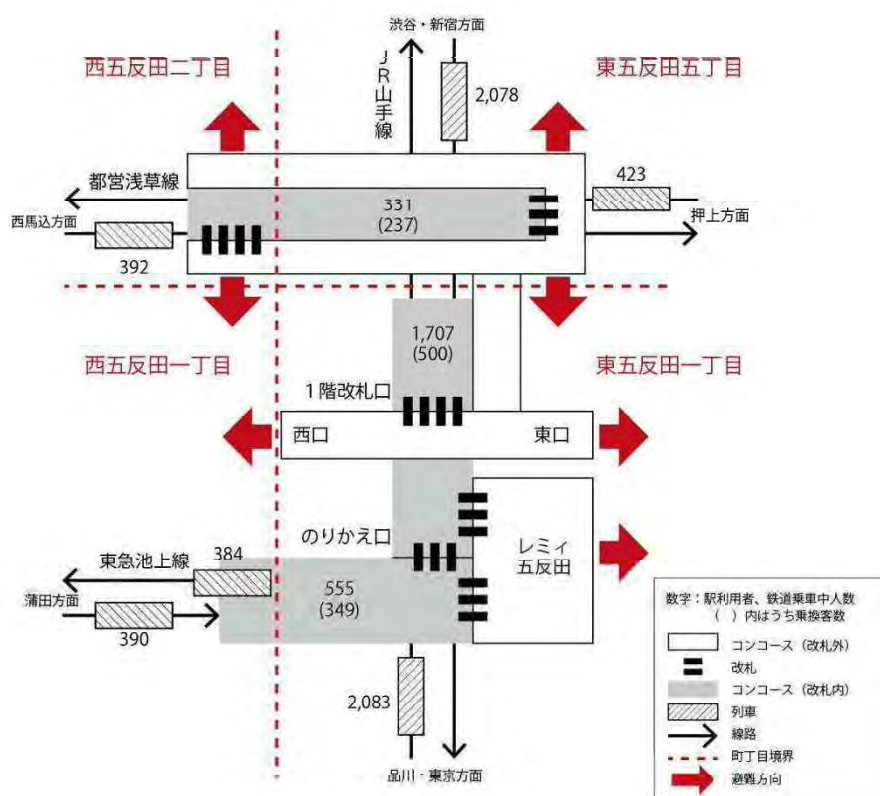 渋谷・新宿方面
西五反田二丁目
JR山手線
2,078
東五反田五丁目
都営浅草線
423
331
(237)
西馬込方面
押上方面
392
1,707
(500)
西五反田一丁目
東五反田一丁目
1階改札口
西口
東口
のりかえ口
レミィ
五反田
東急池上線
384
555
(349)
蒲田方面
390
2,083
品川・東京方面
数字：駅利用者、鉄道乗車中人数
（ ）内はうち乗換客数
コンコース（改札外）
改札
コンコース（改札内）
列車
線路
町丁目境界
避難方向